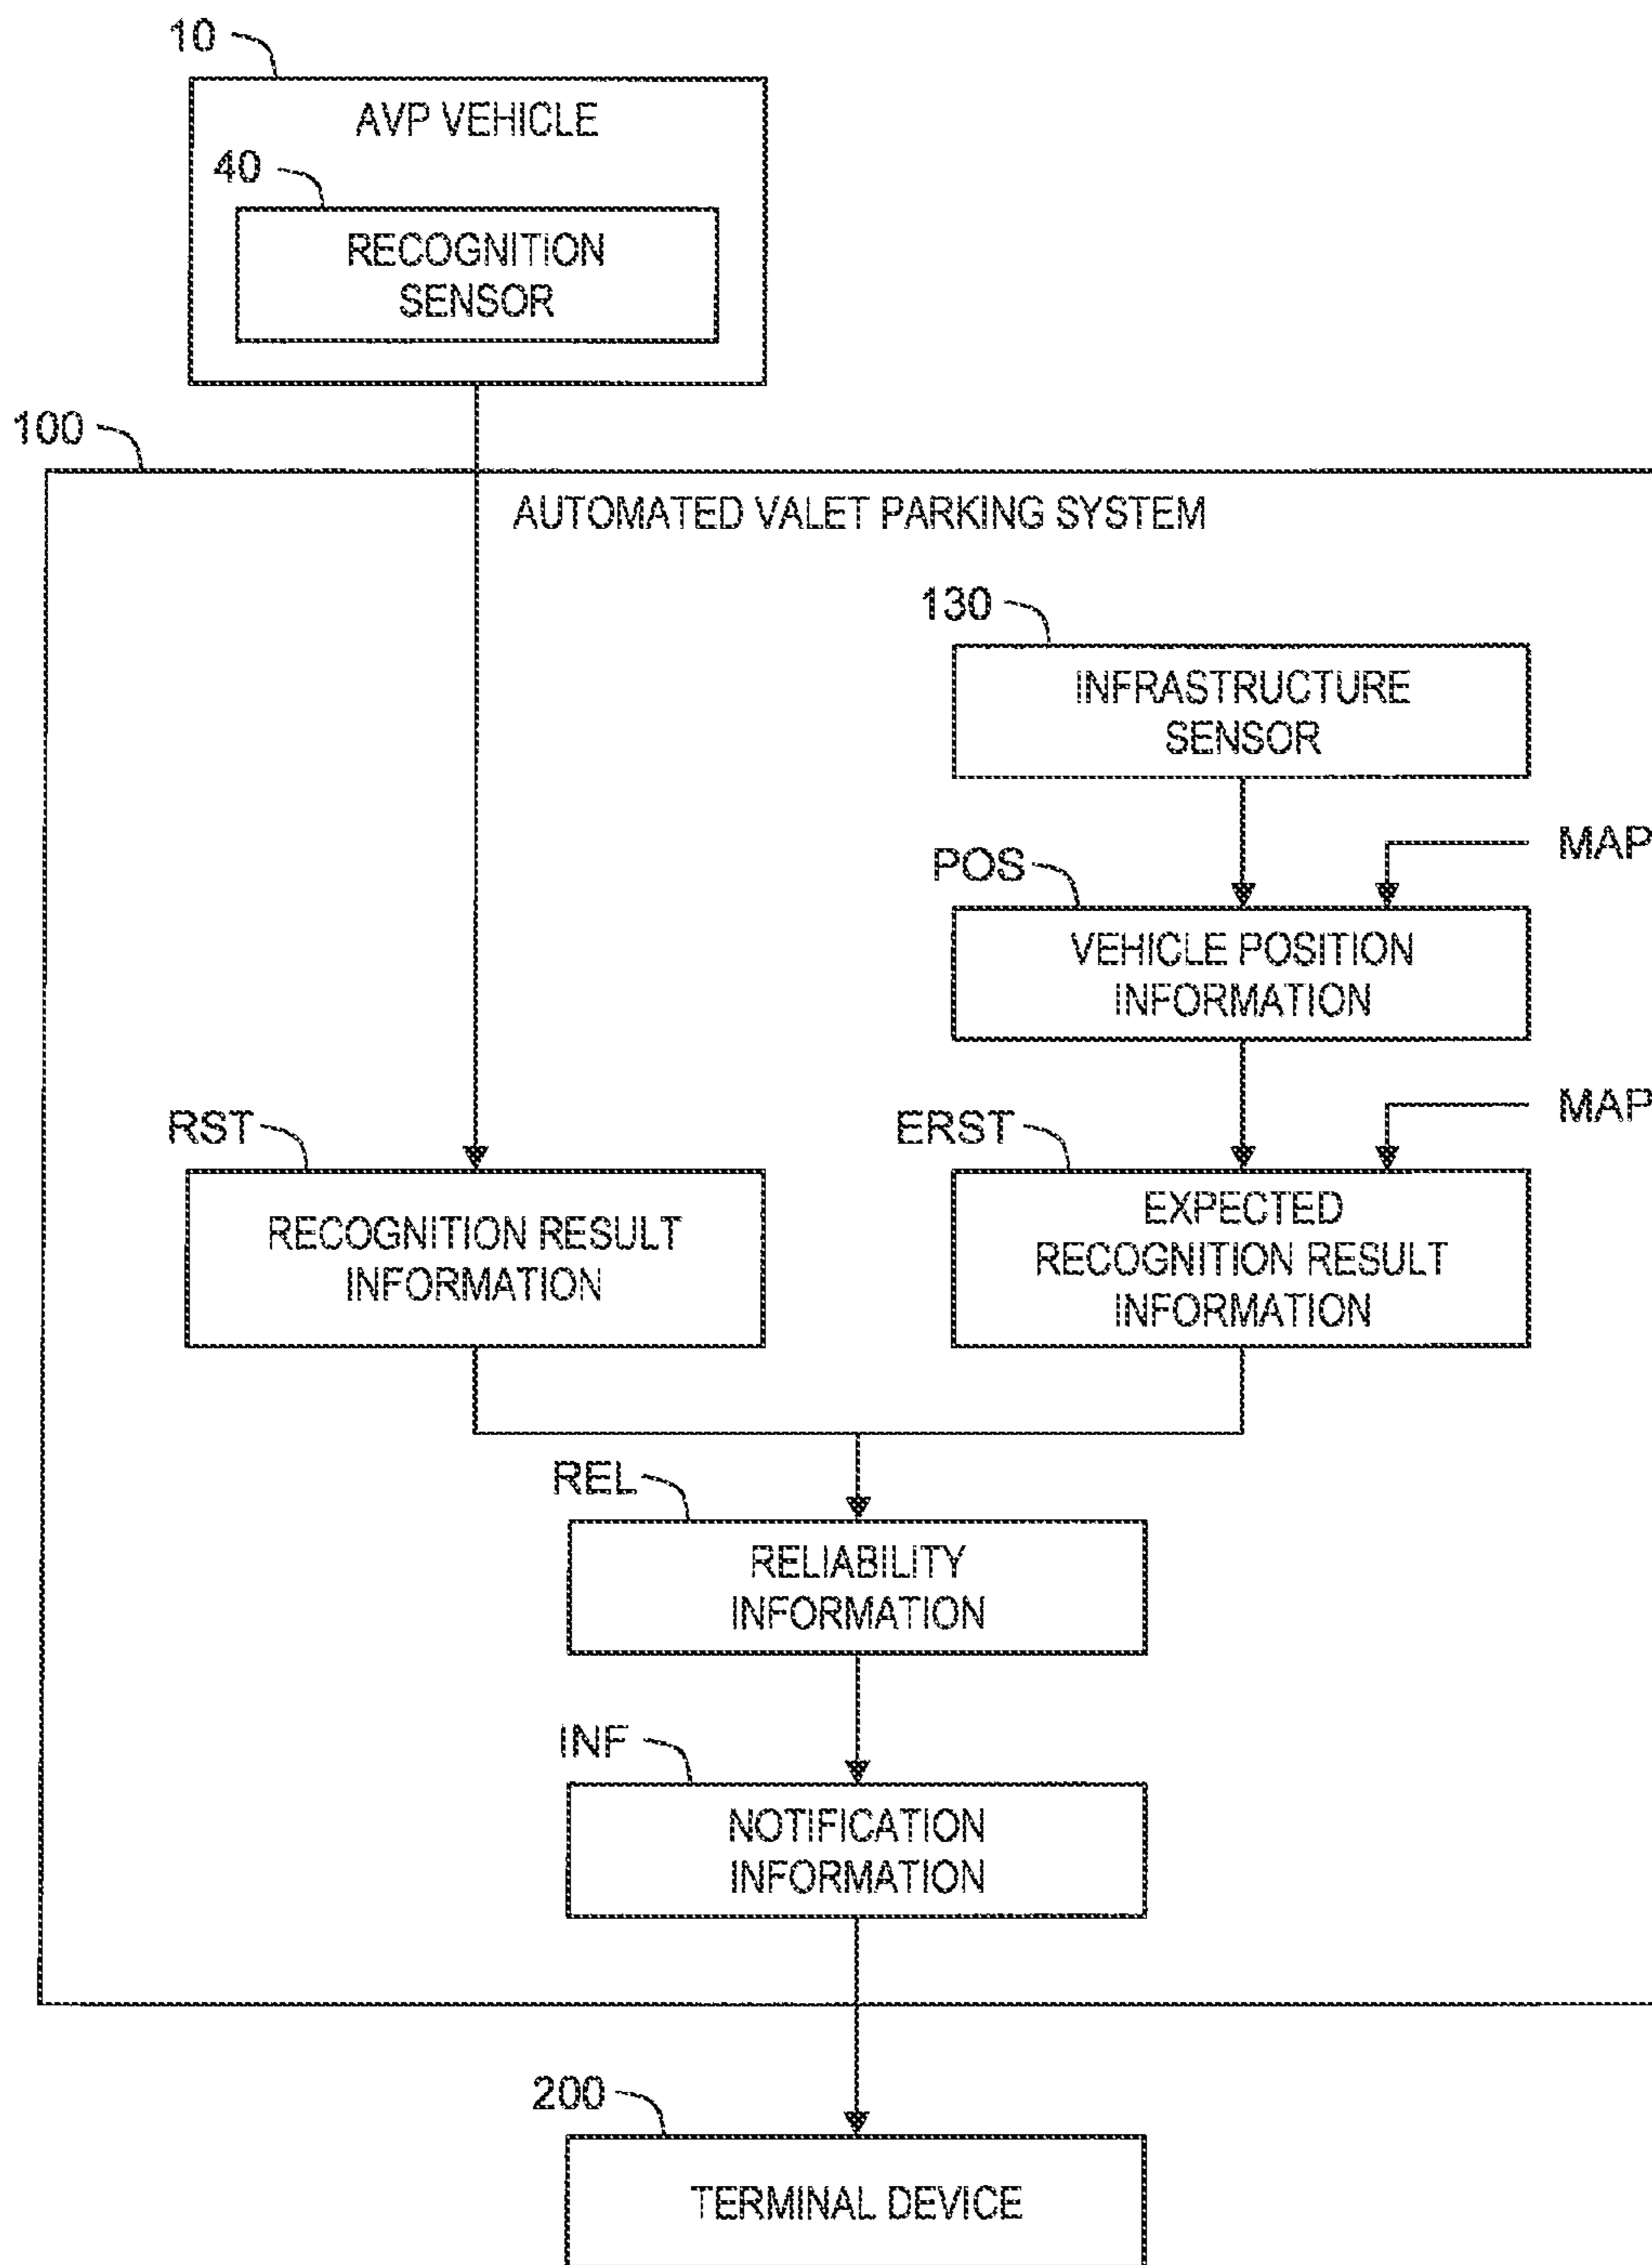 10
AVP VEHICLE
40
RECOGNITION
SENSOR
100
AUTOMATED VALET PARKING SYSTEM
130
INFRASTRUCTURE
SENSOR
MAP
POS
VEHICLE POSITION
INFORMATION
MAP
RST
ERST
RECOGNITION RESULT
INFORMATION
EXPECTED
RECOGNITION RESULT
INFORMATION
REL
RELIABILITY
INFORMATION
INF
NOTIFICATION
INFORMATION
200
TERMINAL DEVICE